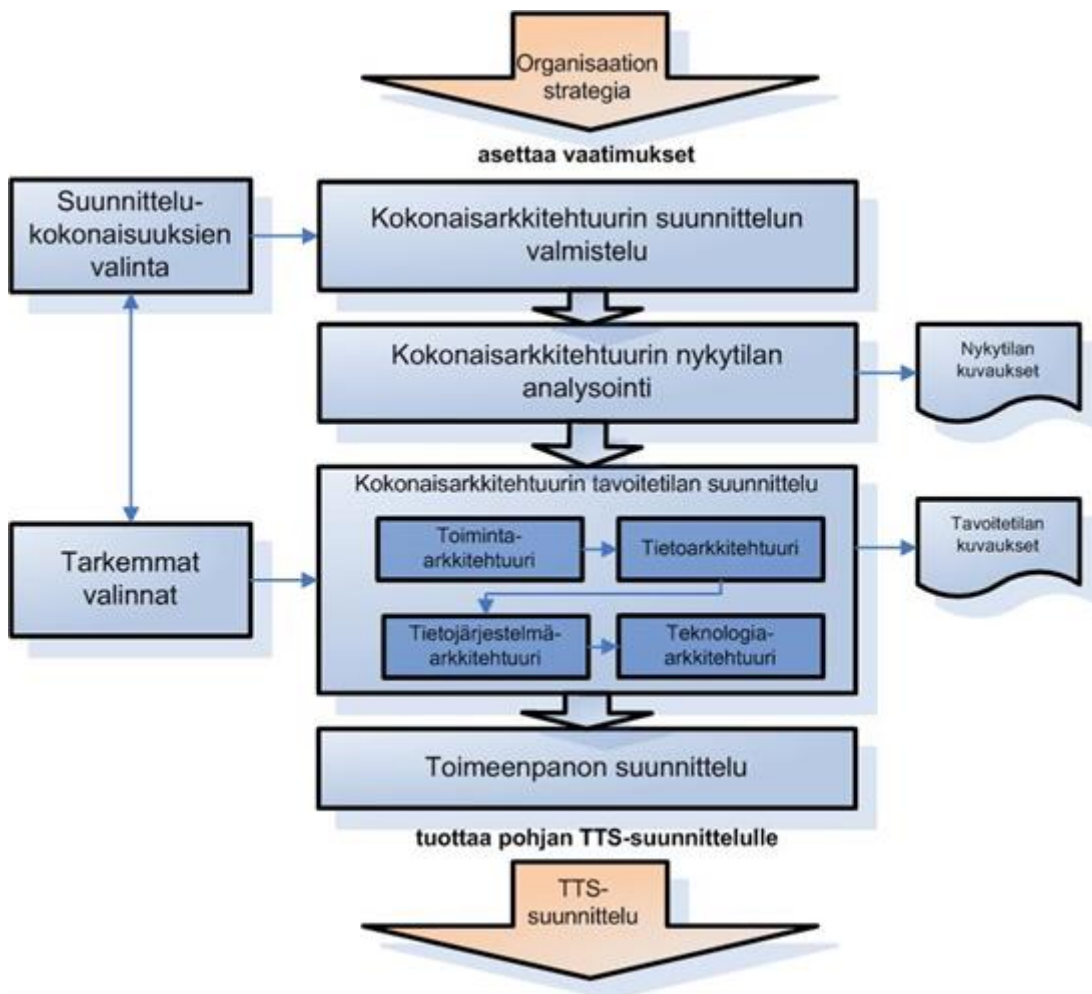 Organisaation
strategia
asettaa vaatimukset
Suunnittelu-
kokonaisuuksien
valinta
Kokonaisarkkitehtuurin suunnittelun
valmistelu
Kokonaisarkkitehtuurin nykytilan
analysointi
Nykytilan
kuvaukset
Kokonaisarkkitehtuurin tavoitetilan suunnittelu
Toiminta-
arkkitehtuuri
Tietoarkkitehtuuri
Tietojärjestelmä-
arkkitehtuuri
Teknologia-
arkkitehtuuri
Tavoitetilan
kuvaukset
Tarkemmat
valinnat
Toimeenpanon suunnittelu
tuottaa pohjan TTS-suunnittelulle
TTS-
suunnittelu